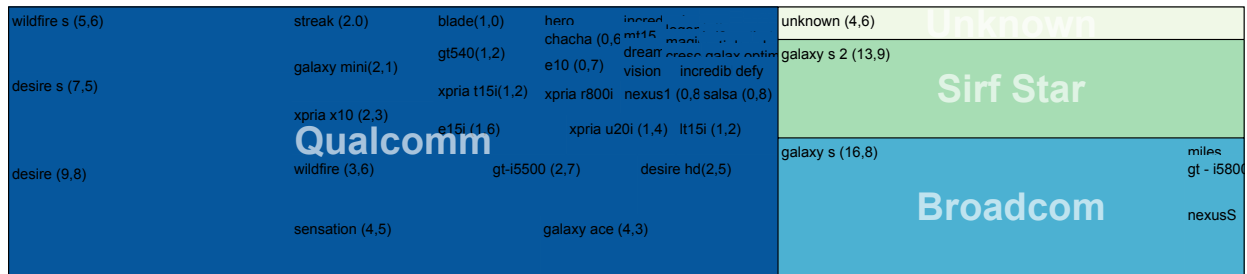 wildfire s (5,6)
desire s (7,5)
desire (9,8)
streak (2.0)
galaxy mini(2,1)
xpria x10 (2,3)
wildfire (3,6)
sensation (4,5)
blade(1,0)
gt540(1,2)
xpria t15i(1,2)
e15i (1,6)
gt-i5500 (2,7)
galaxy ace (4,3)
hero
chacha (0,6
e10 (0,7)
xpria r800i
xpria u20i (1,4)
desire hd(2,5)
mt15
dream
vision
nexus1 (0,8
lt15i (1,2)
incredib
defy
salsa (0,8)
Qualcomm
unknown (4,6)
Unknown
galaxy s 2 (13,9)
Sirf Star
galaxy s (16,8)
Broadcom
miles
gt - i5800
nexusS